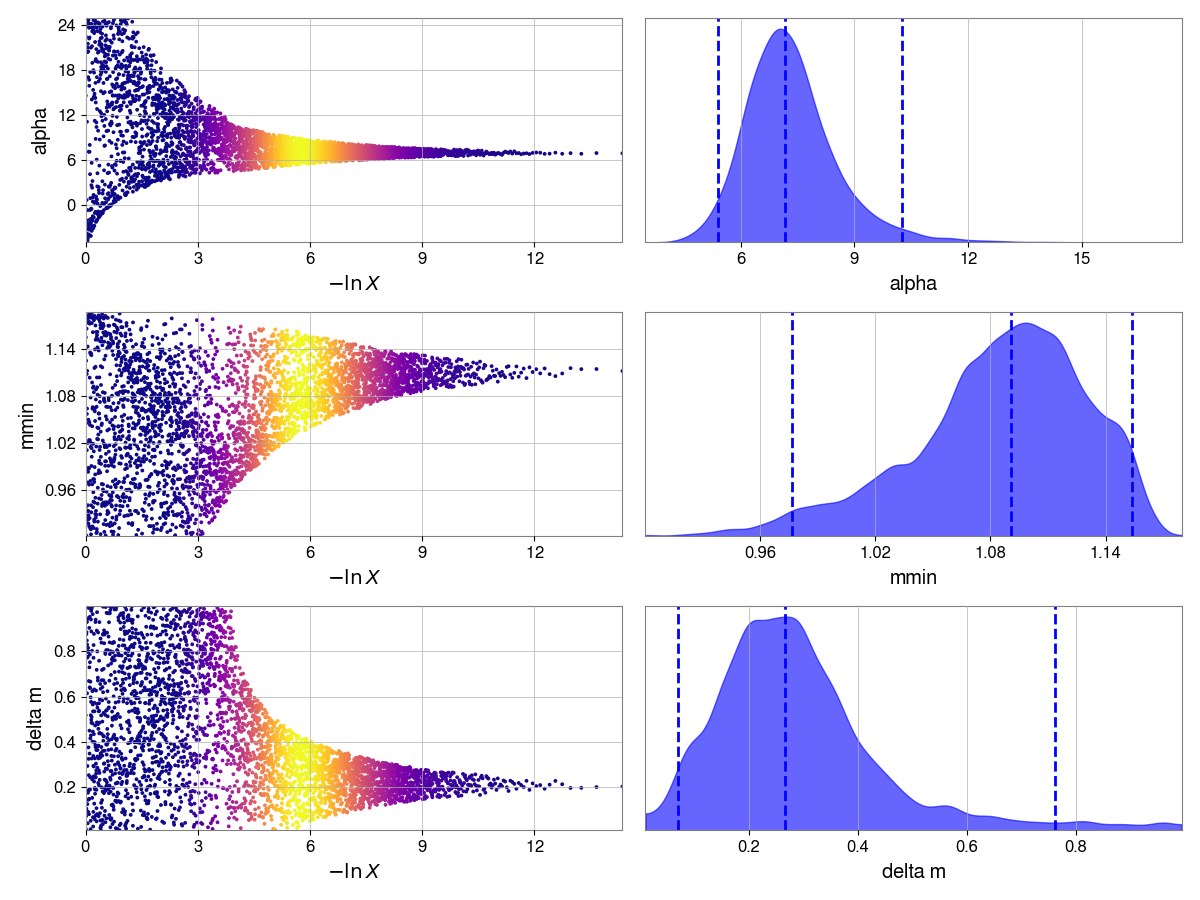 24
18
12
6
0
alpha
0 3 6 9 12
−ln X
6 9 12 15
alpha
1.14
1.08
1.02
0.96
mmin
0 3 6 9 12
−ln X
0.96 1.02 1.08 1.14
mmin
0.8
0.6
0.4
0.2
delta m
0 3 6 9 12
−ln X
0.2 0.4 0.6 0.8
delta m